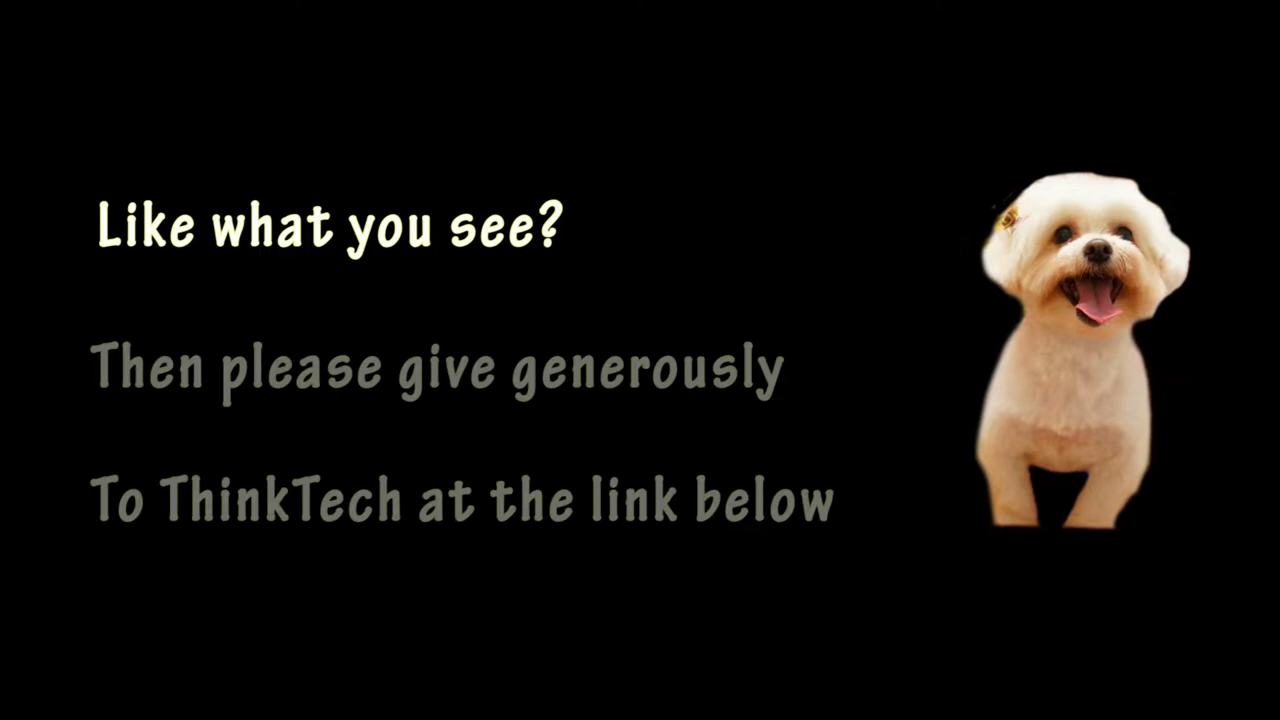 Like what you see?
Then please give generously
To ThinkTech at the link below